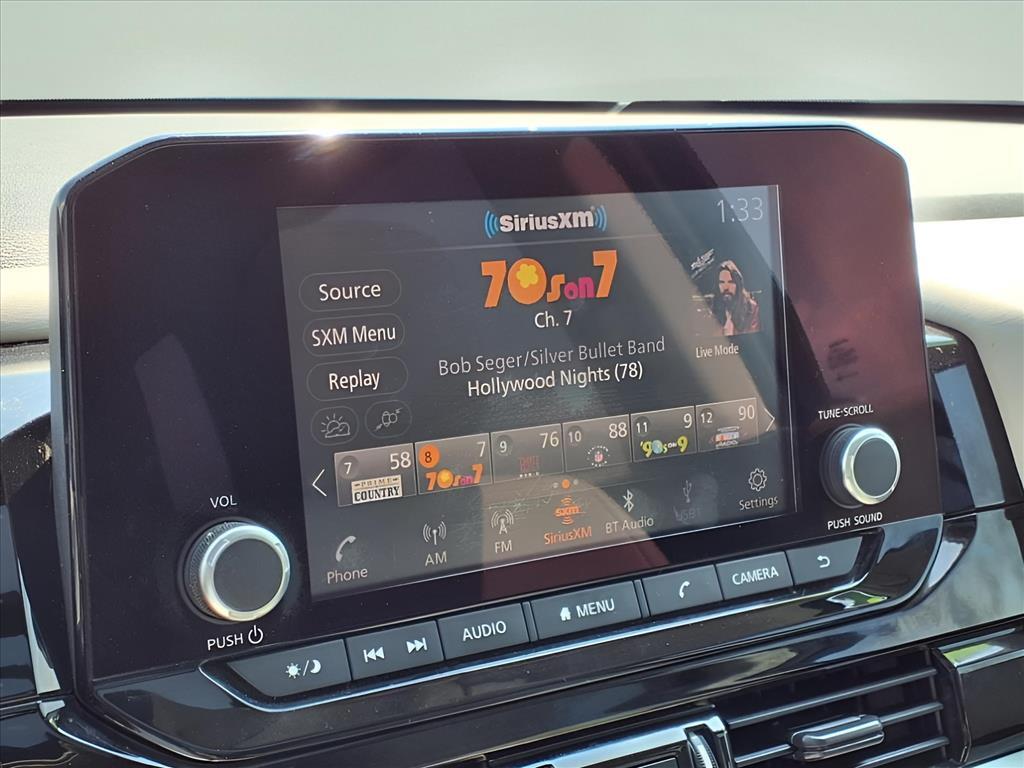 SiriusXM
1:33
70s on 7
Ch. 7
Source
SXM Menu
Replay
Bob Seger/Silver Bullet Band
Hollywood Nights (78)
Live Mode
7 58
PRIME
COUNTRY
8 7
70s on 7
9 76
10 88
11 9
'90s on 9
12 90
Phone
AM
FM
sxm
SiriusXM
BT Audio
USB1
Settings
VOL
PUSH
TUNE·SCROLL
PUSH SOUND
AUDIO
MENU
CAMERA